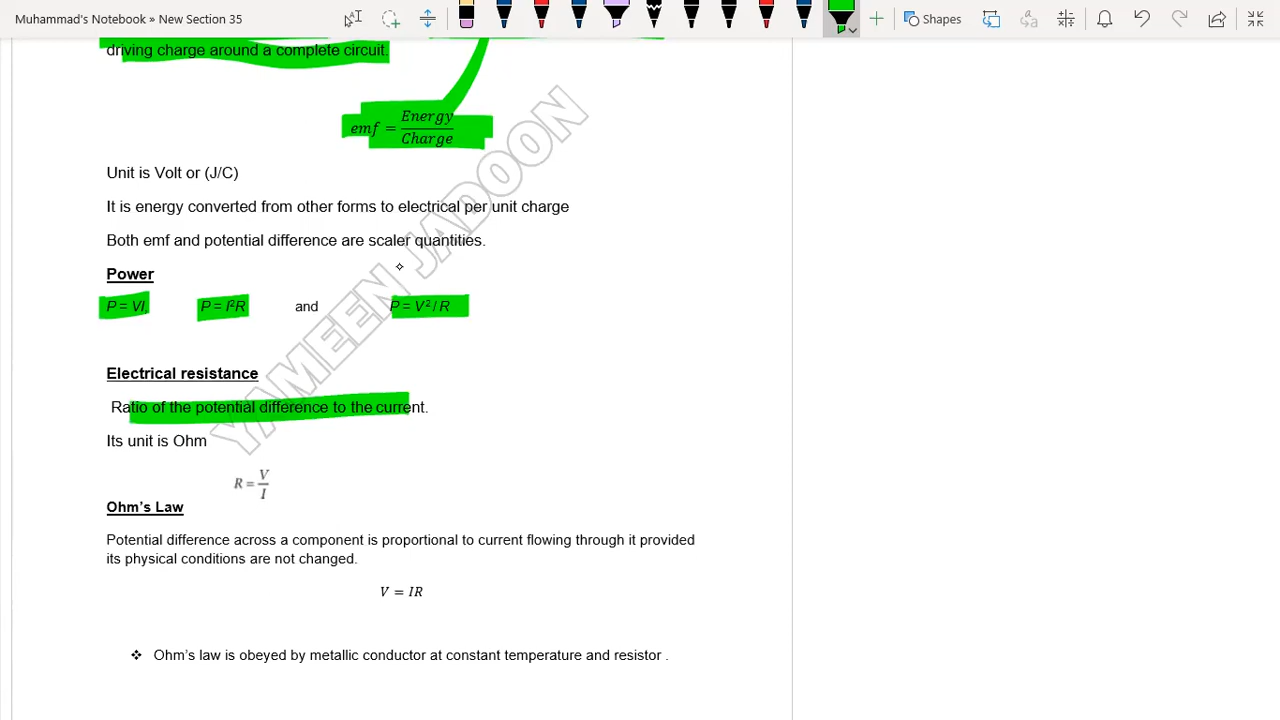 Muhammad's Notebook » New Section 35
Shapes
driving charge around a complete circuit.
emf = Energy / Charge
Unit is Volt or (J/C)
It is energy converted from other forms to electrical per unit charge
Both emf and potential difference are scaler quantities.
Power
P = VI, P = I²R and P = V² / R
Electrical resistance
Ratio of the potential difference to the current.
Its unit is Ohm
R = V / I
Ohm's Law
Potential difference across a component is proportional to current flowing through it provided
its physical conditions are not changed.
V = IR
❖ Ohm's law is obeyed by metallic conductor at constant temperature and resistor .
YAMEEN JADOON